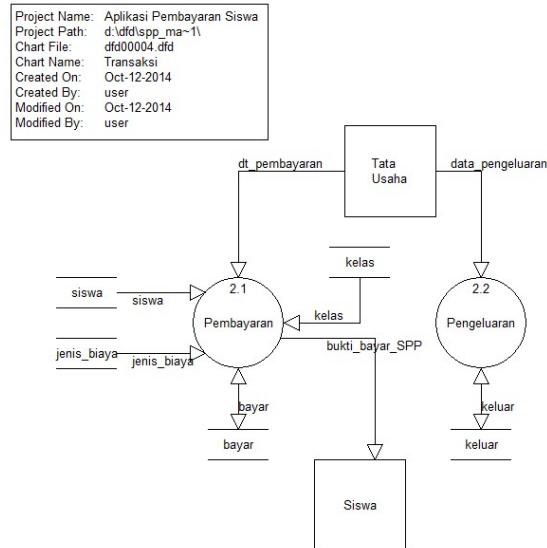 Project Name: Aplikasi Pembayaran Siswa
Project Path: d:\dfd\spp_ma~1\
Chart File: dfd00004.dfd
Chart Name: Transaksi
Created On: Oct-12-2014
Created By: user
Modified On: Oct-12-2014
Modified By: user
dt_pembayaran
Tata
Usaha
data_pengeluaran
kelas
siswa
siswa
2.1
Pembayaran
kelas
2.2
Pengeluaran
bukti_bayar_SPP
jenis_biaya
jenis_biaya
bayar
keluar
bayar
keluar
Siswa